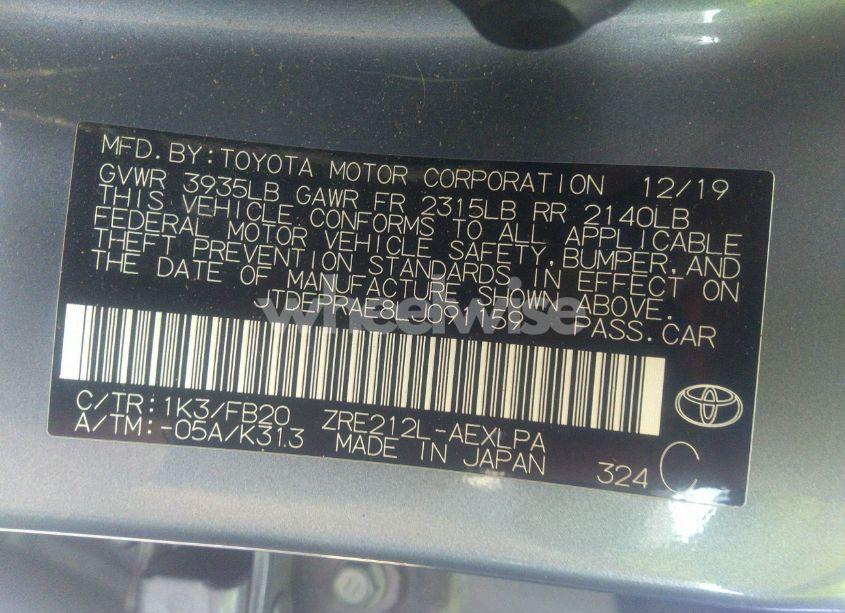 MFD. BY: TOYOTA MOTOR CORPORATION 12/19
GVWR 3935LB GAWR FR 2315LB RR 2140LB
THIS VEHICLE CONFORMS TO ALL APPLICABLE
FEDERAL MOTOR VEHICLE SAFETY, BUMPER, AND
THEFT PREVENTION STANDARDS IN EFFECT ON
THE DATE OF MANUFACTURE SHOWN ABOVE.
PASS. CAR
wheelwise
C/TR: 1K3/FB20 ZRE212L-AEXLPA
A/TM: -05A/K313 MADE IN JAPAN 324 C